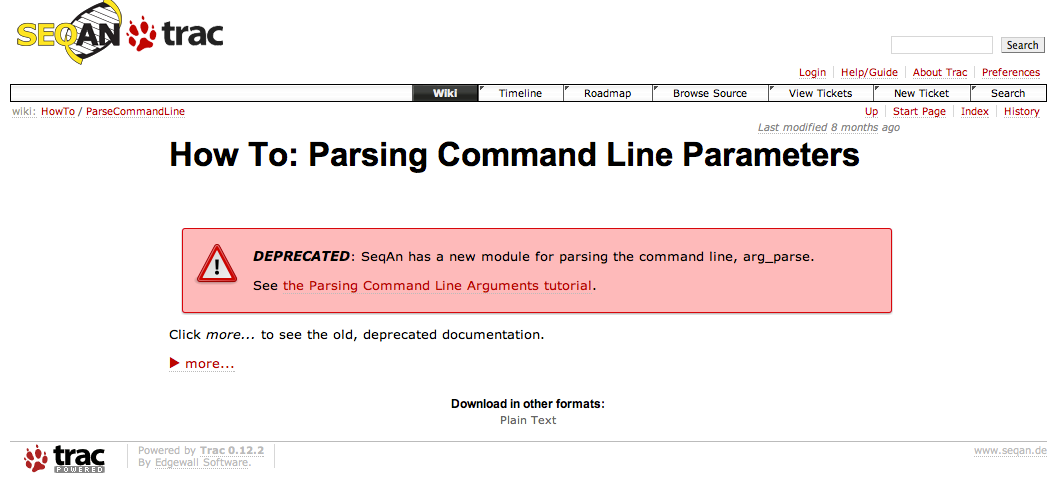 SEQAN trac
Search
Login Help/Guide About Trac Preferences
Wiki Timeline Roadmap Browse Source View Tickets New Ticket Search
wiki: HowTo / ParseCommandLine
Up Start Page Index History
Last modified 8 months ago
How To: Parsing Command Line Parameters
DEPRECATED: SeqAn has a new module for parsing the command line, arg_parse.
See the Parsing Command Line Arguments tutorial.
Click more... to see the old, deprecated documentation.
more...
Download in other formats:
Plain Text
trac
POWERED
Powered by Trac 0.12.2
By Edgewall Software.
www.seqan.de